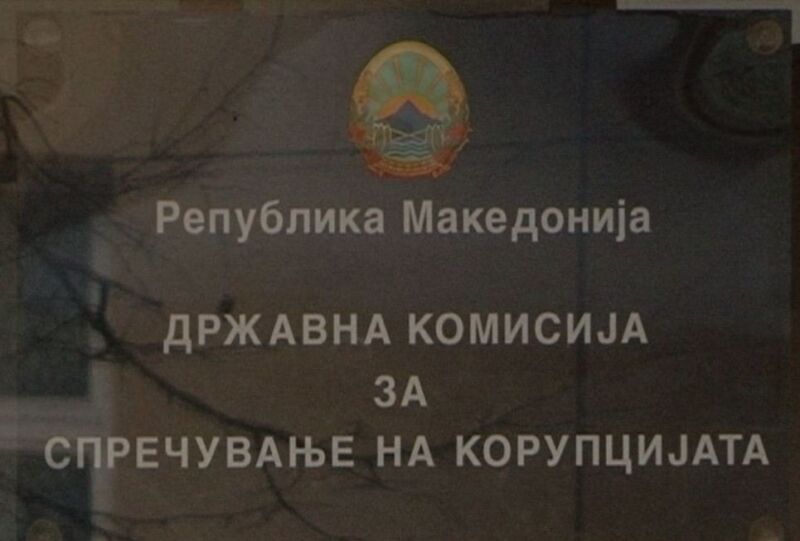 Република Македонија
ДРЖАВНА КОМИСИЈА
ЗА
СПРЕЧУВАЊЕ НА КОРУПЦИЈАТА